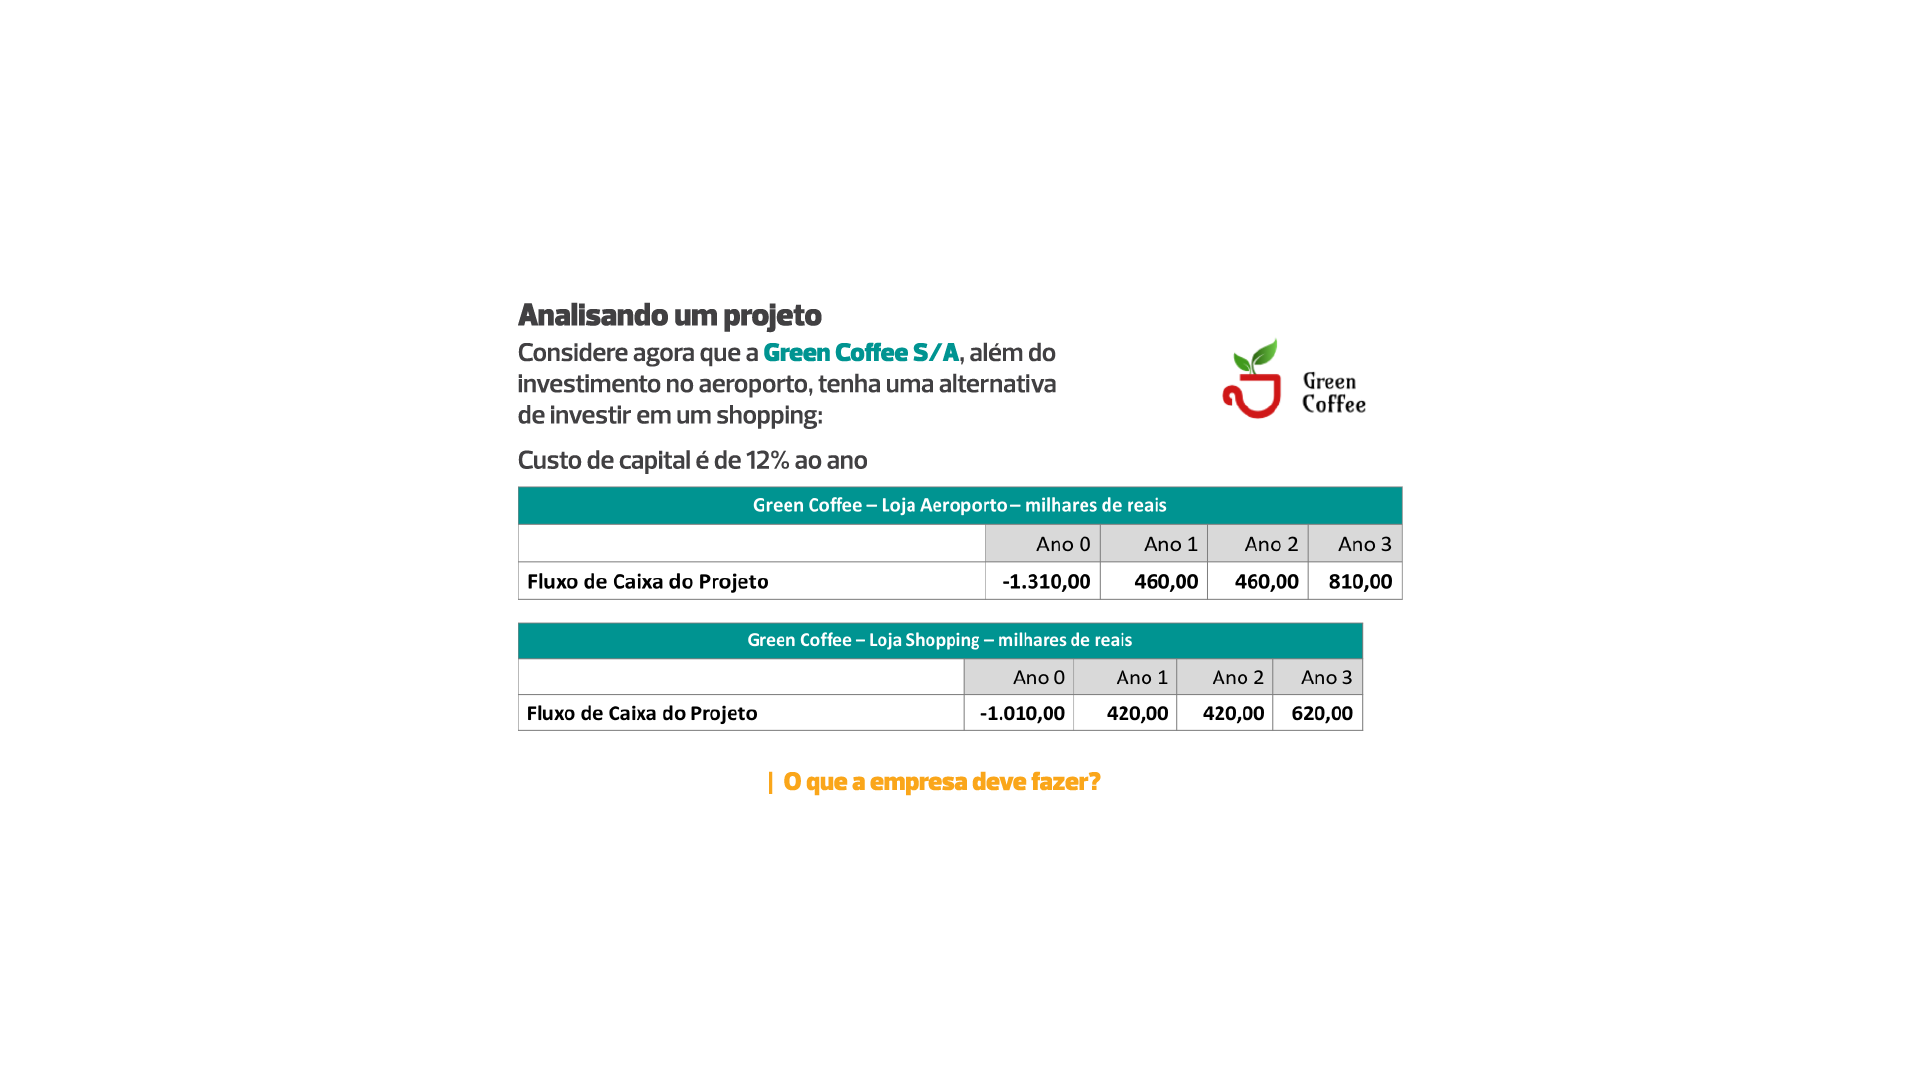 Analisando um projeto
Considere agora que a Green Coffee S/A, além do
investimento no aeroporto, tenha uma alternativa
de investir em um shopping:
Green
Coffee
Custo de capital é de 12% ao ano
Green Coffee – Loja Aeroporto – milhares de reais
Ano 0 Ano 1 Ano 2 Ano 3
Fluxo de Caixa do Projeto -1.310,00 460,00 460,00 810,00
Green Coffee – Loja Shopping – milhares de reais
Ano 0 Ano 1 Ano 2 Ano 3
Fluxo de Caixa do Projeto -1.010,00 420,00 420,00 620,00
| O que a empresa deve fazer?